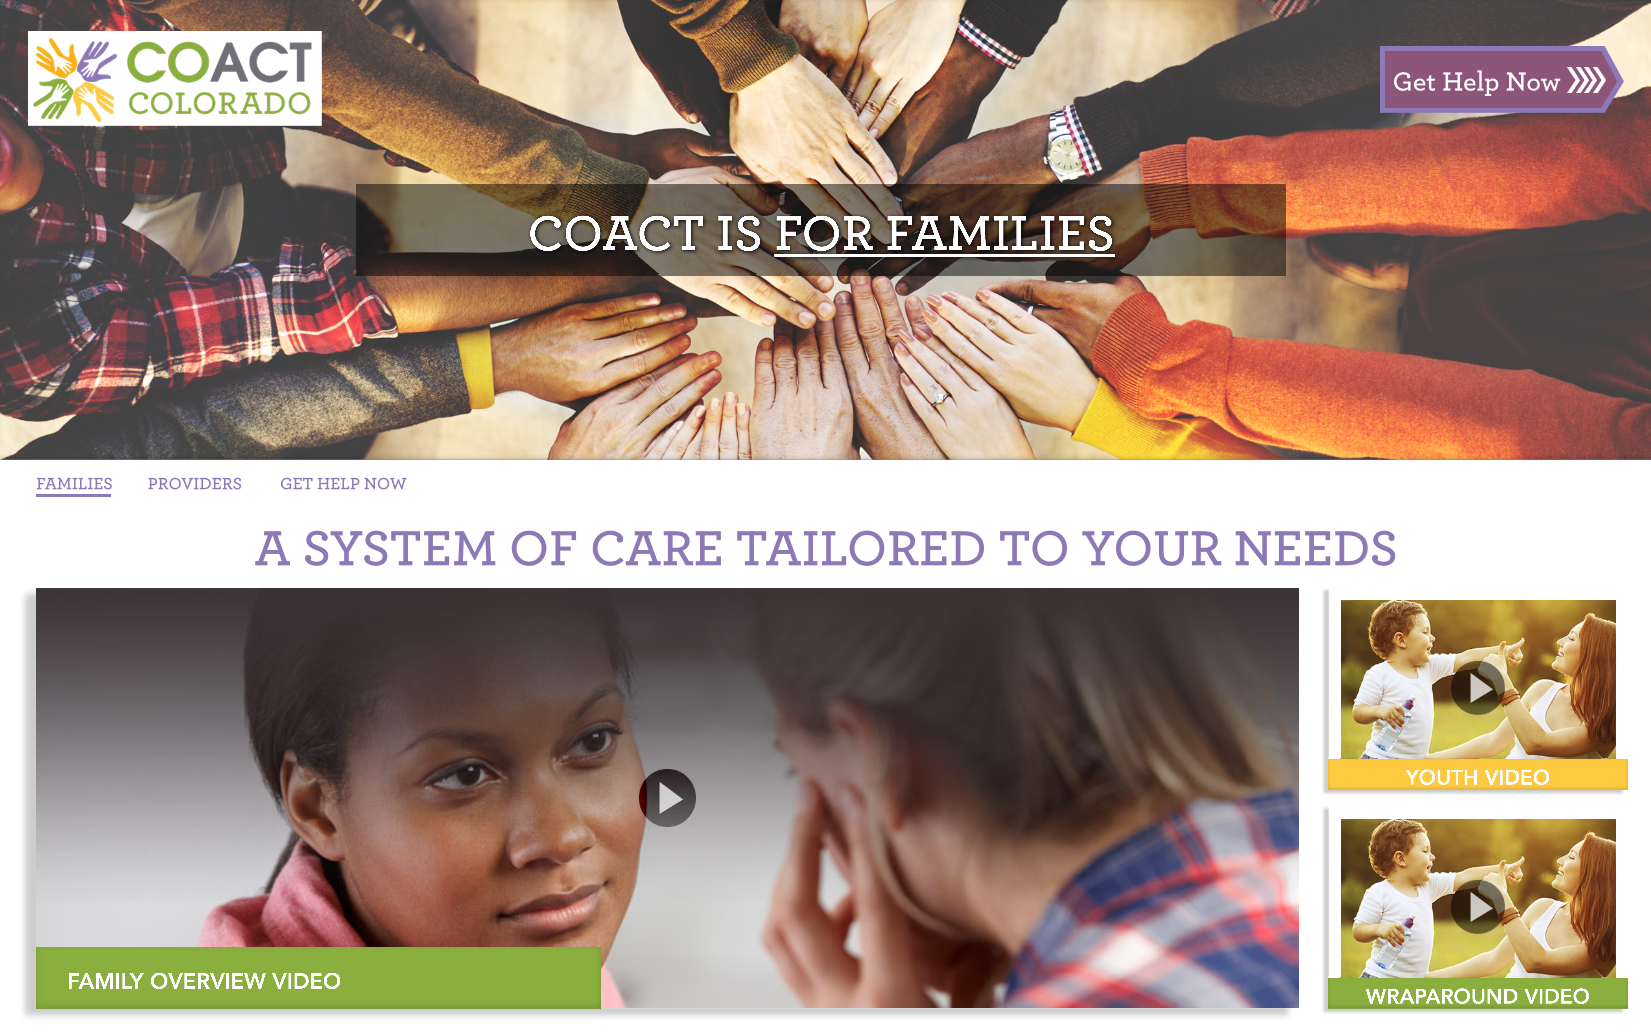 COACT
COLORADO
Get Help Now
COACT IS FOR FAMILIES
FAMILIES
PROVIDERS
GET HELP NOW
A SYSTEM OF CARE TAILORED TO YOUR NEEDS
FAMILY OVERVIEW VIDEO
YOUTH VIDEO
WRAPAROUND VIDEO